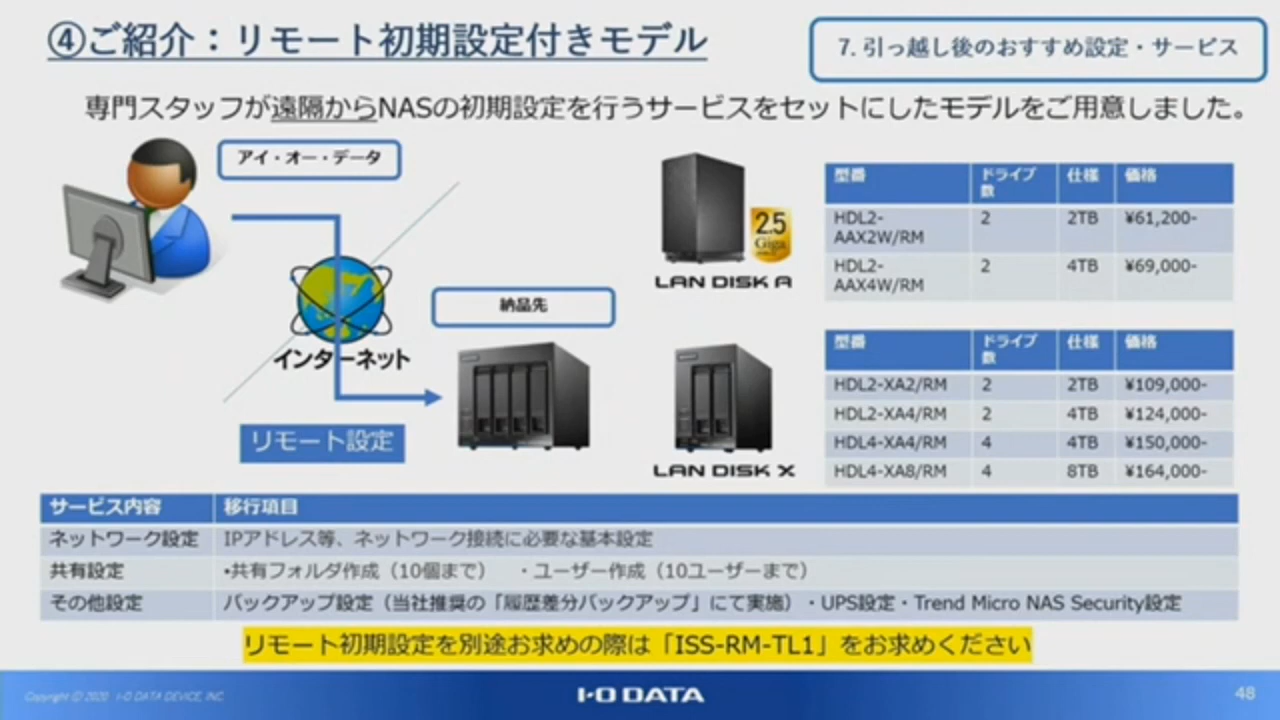 ④ご紹介：リモート初期設定付きモデル
7. 引っ越し後のおすすめ設定・サービス
専門スタッフが遠隔からNASの初期設定を行うサービスをセットにしたモデルをご用意しました。
アイ・オー・データ
インターネット
納品先
リモート設定
2.5
Giga
LAN DISK A
LAN DISK X
型番 ドライブ数 仕様 価格
HDL2-AAX2W/RM 2 2TB ¥61,200-
HDL2-AAX4W/RM 2 4TB ¥69,000-
型番 ドライブ数 仕様 価格
HDL2-XA2/RM 2 2TB ¥109,000-
HDL2-XA4/RM 2 4TB ¥124,000-
HDL4-XA4/RM 4 4TB ¥150,000-
HDL4-XA8/RM 4 8TB ¥164,000-
サービス内容 移行項目
ネットワーク設定 IPアドレス等、ネットワーク接続に必要な基本設定
共有設定 •共有フォルダ作成（10個まで） ・ユーザー作成（10ユーザーまで）
その他設定 バックアップ設定（当社推奨の「履歴差分バックアップ」にて実施）・UPS設定・Trend Micro NAS Security設定
リモート初期設定を別途お求めの際は「ISS-RM-TL1」をお求めください
Copyright © 2020 I-O DATA DEVICE, INC.
I-O DATA
48